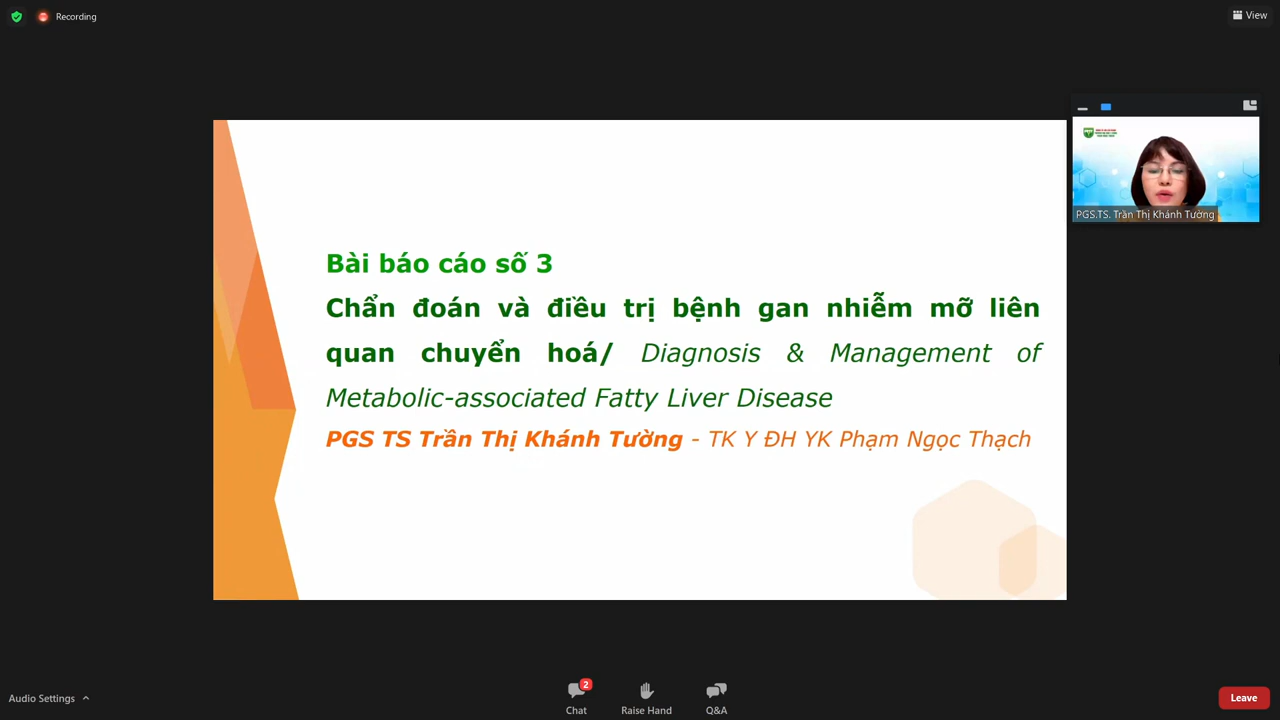 Recording
View
PGS.TS. Trần Thị Khánh Tường
Bài báo cáo số 3
Chẩn đoán và điều trị bệnh gan nhiễm mỡ liên
quan chuyển hoá/ Diagnosis & Management of
Metabolic-associated Fatty Liver Disease
PGS TS Trần Thị Khánh Tường - TK Y ĐH YK Phạm Ngọc Thạch
Audio Settings
2
Chat
Raise Hand
Q&A
Leave